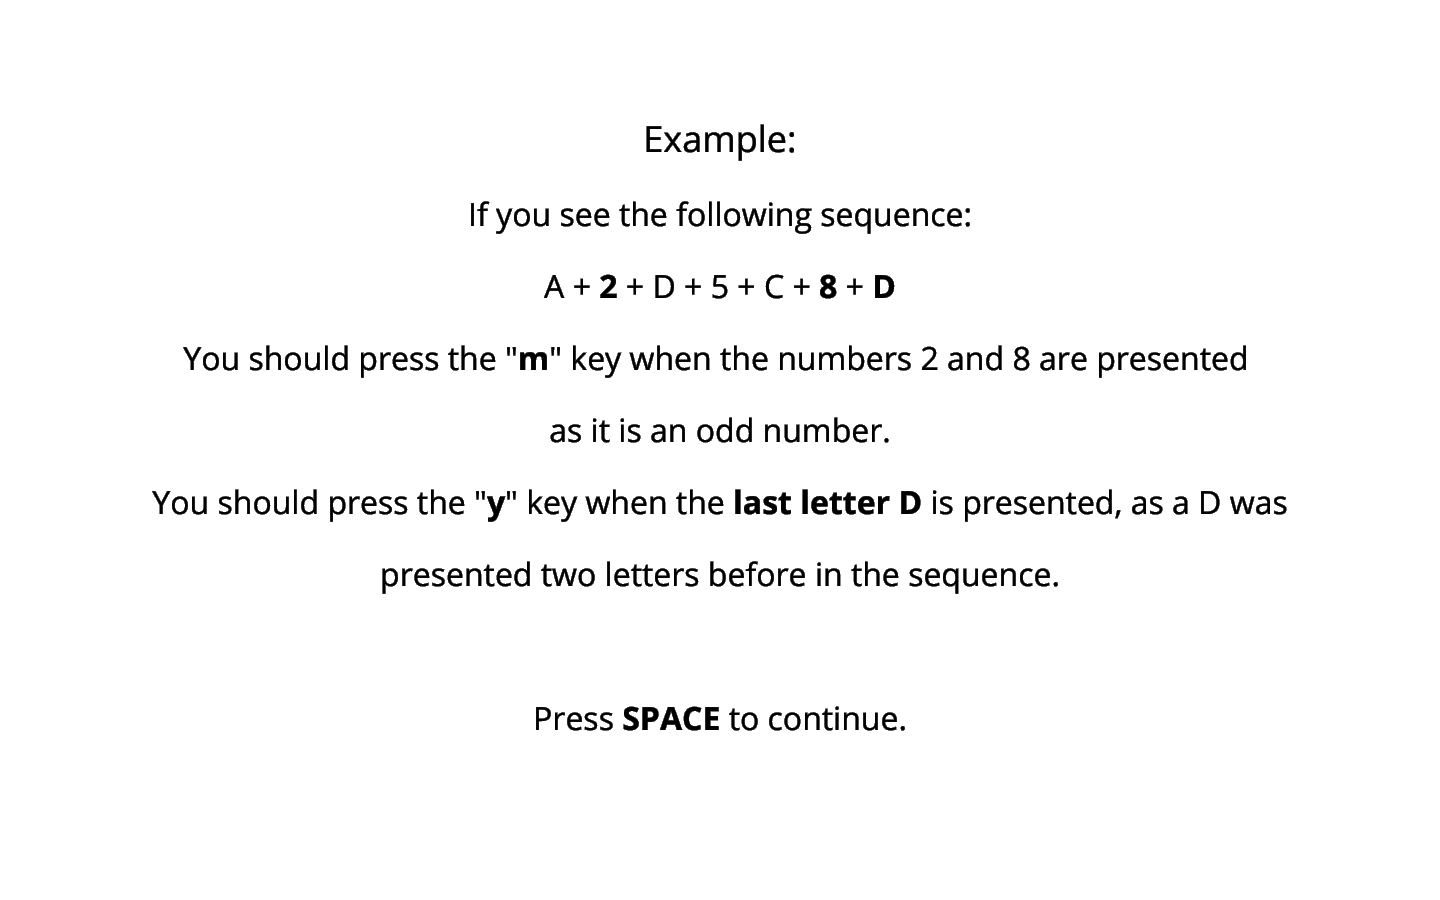 Example:
If you see the following sequence:
A + 2 + D + 5 + C + 8 + D
You should press the "m" key when the numbers 2 and 8 are presented
as it is an odd number.
You should press the "y" key when the last letter D is presented, as a D was
presented two letters before in the sequence.
Press SPACE to continue.